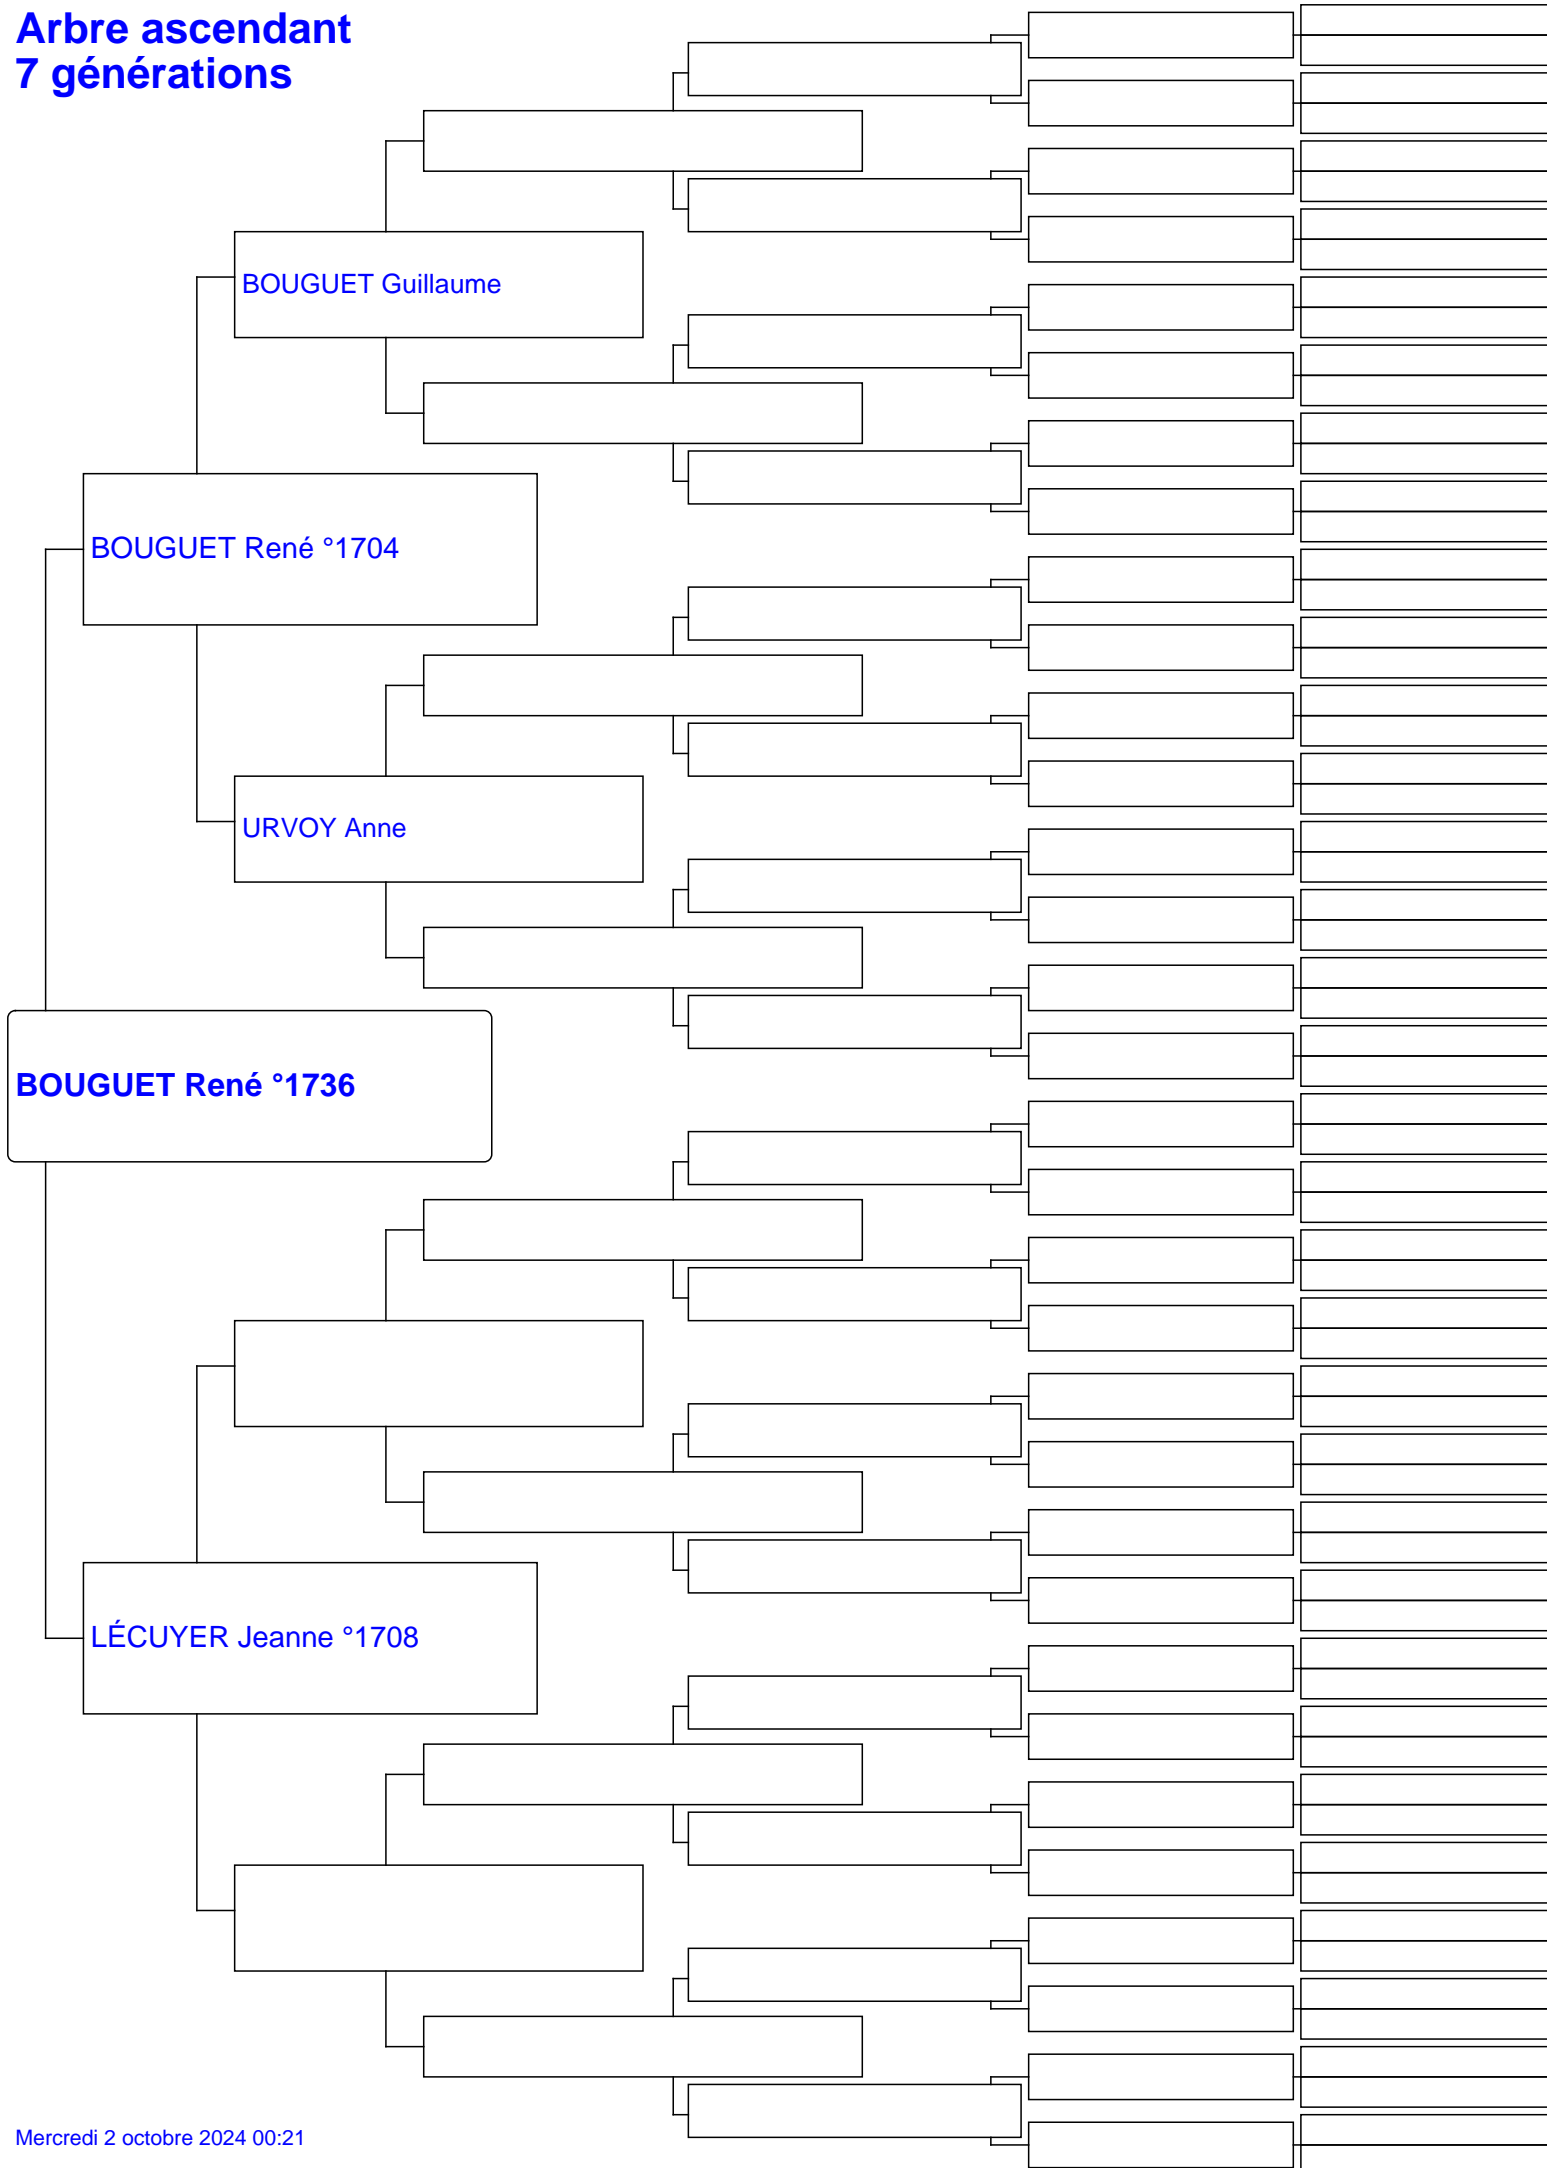 Arbre ascendant
7 générations
BOUGUET Guillaume
BOUGUET René °1704
URVOY Anne
BOUGUET René °1736
LÉCUYER Jeanne °1708
Mercredi 2 octobre 2024 00:21